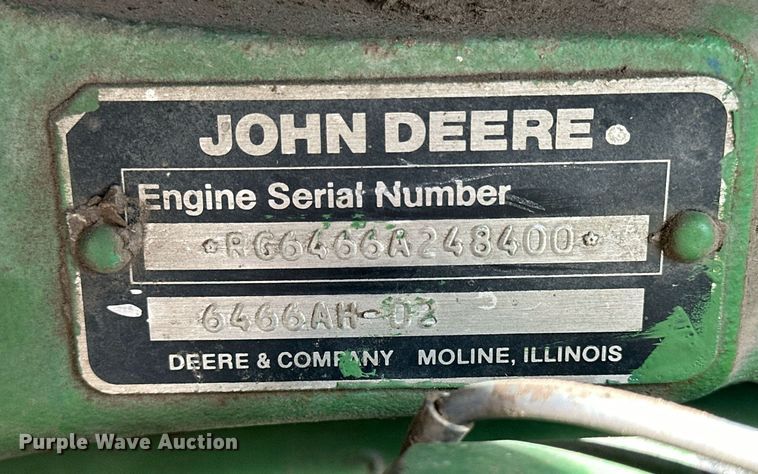 JOHN DEERE
Engine Serial Number
*RG6466A248400*
6466AH-02
DEERE & COMPANY MOLINE, ILLINOIS
Purple Wave Auction